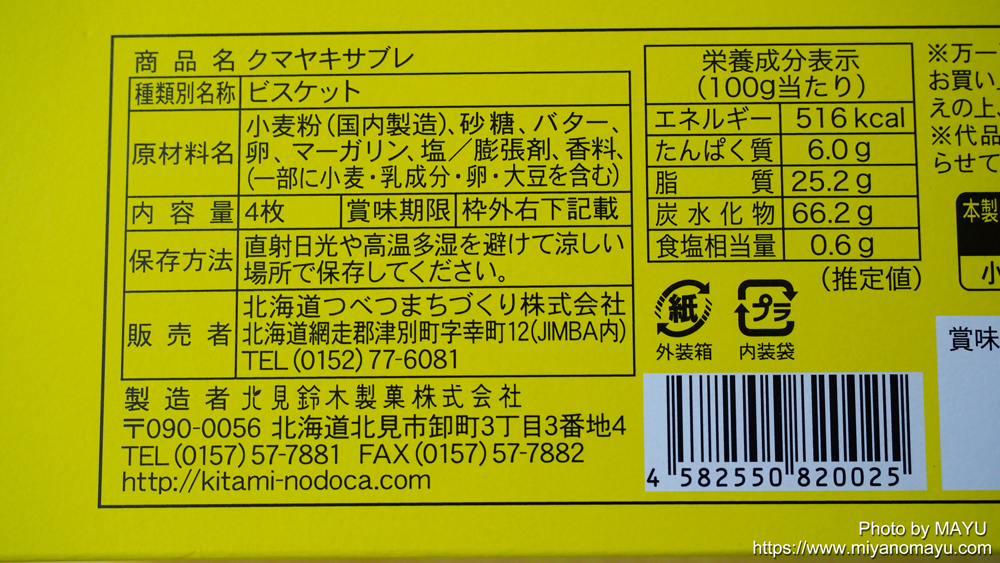 商品名 クマヤキサブレ
種類別名称 ビスケット
原材料名 小麦粉(国内製造)、砂糖、バター、
卵、マーガリン、塩／膨張剤、香料、
(一部に小麦・乳成分・卵・大豆を含む)
内容量 4枚 賞味期限 枠外右下記載
保存方法 直射日光や高温多湿を避けて涼しい
場所で保存してください。
販売者 北海道つべつまちづくり株式会社
北海道網走郡津別町字幸町12(JIMBA内)
TEL(0152)77-6081
製造者 北見鈴木製菓株式会社
〒090-0056 北海道北見市卸町3丁目3番地4
TEL(0157)57-7881 FAX(0157)57-7882
http://kitami-nodoca.com
栄養成分表示
(100g当たり)
エネルギー 516kcal
たんぱく質 6.0g
脂質 25.2g
炭水化物 66.2g
食塩相当量 0.6g
(推定値)
紙
外装箱
プラ
内装袋
4 582550 820025
※万一
お買い
えの上
※代品
らせて
本製
小
賞味
Photo by MAYU
https://www.miyanomayu.com